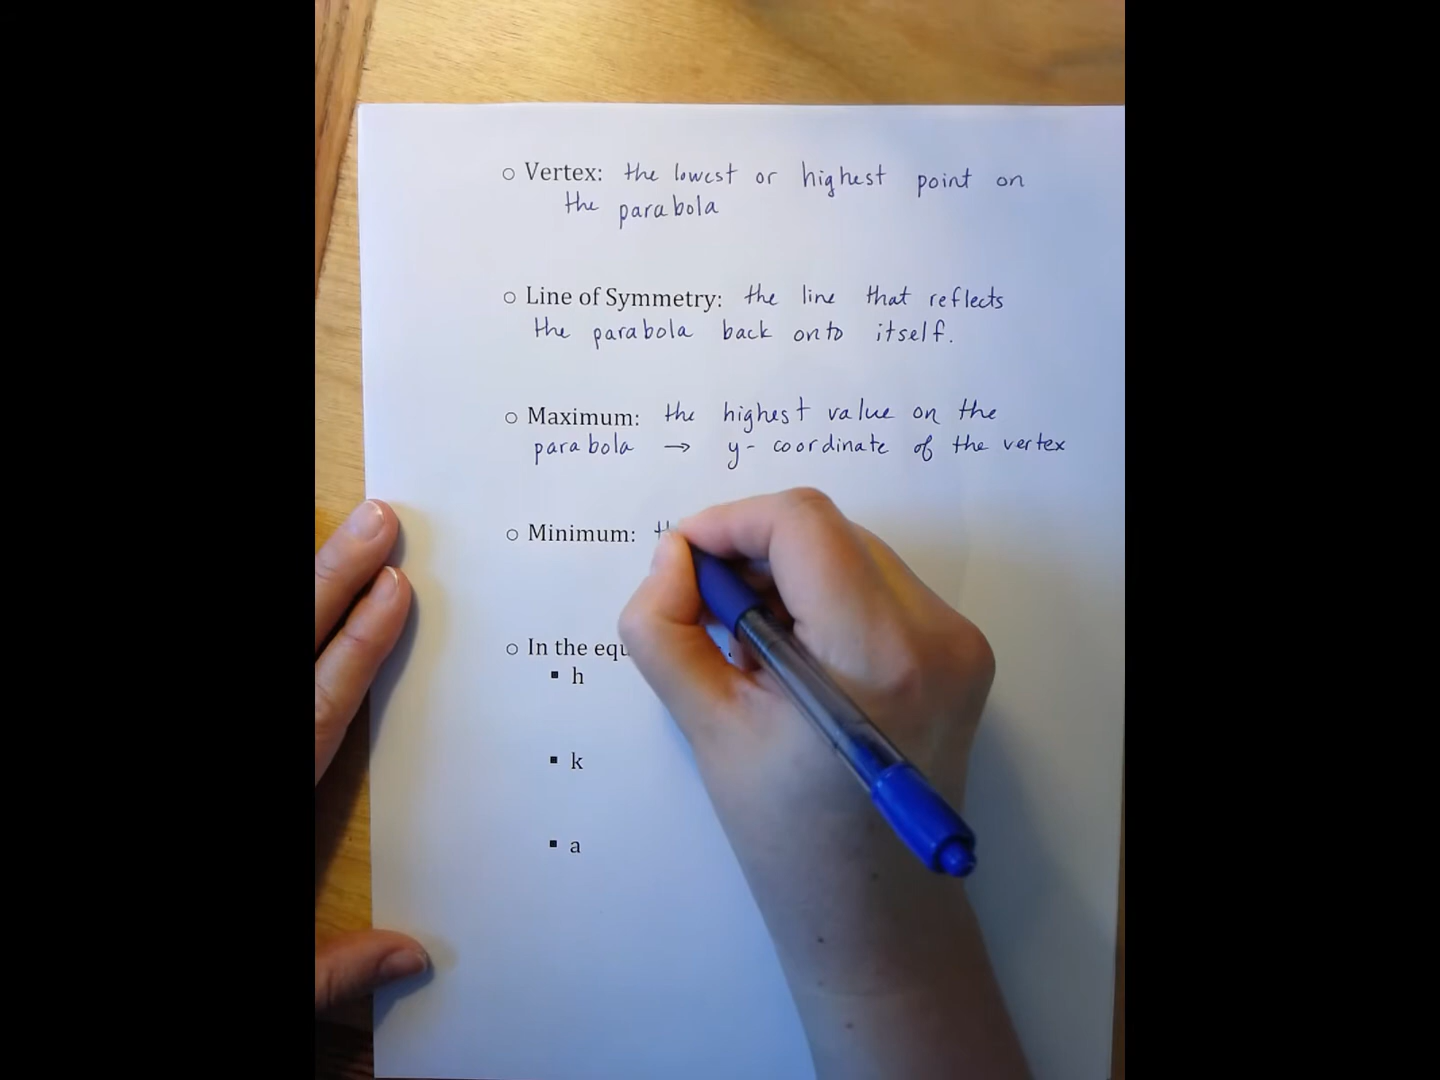 ○ Vertex: the lowest or highest point on
the parabola
○ Line of Symmetry: the line that reflects
the parabola back onto itself.
○ Maximum: the highest value on the
parabola → y-coordinate of the vertex
○ Minimum:
○ In the
▪ h
▪ k
▪ a